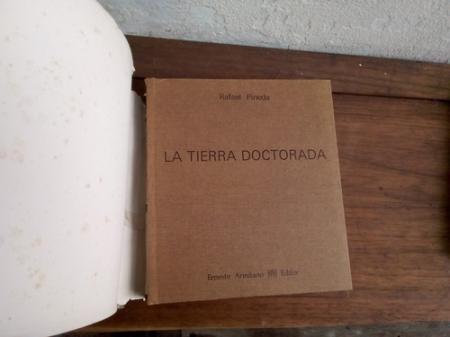 Rafael Pineda
LA TIERRA DOCTORADA
Ernesto Armitano Editor